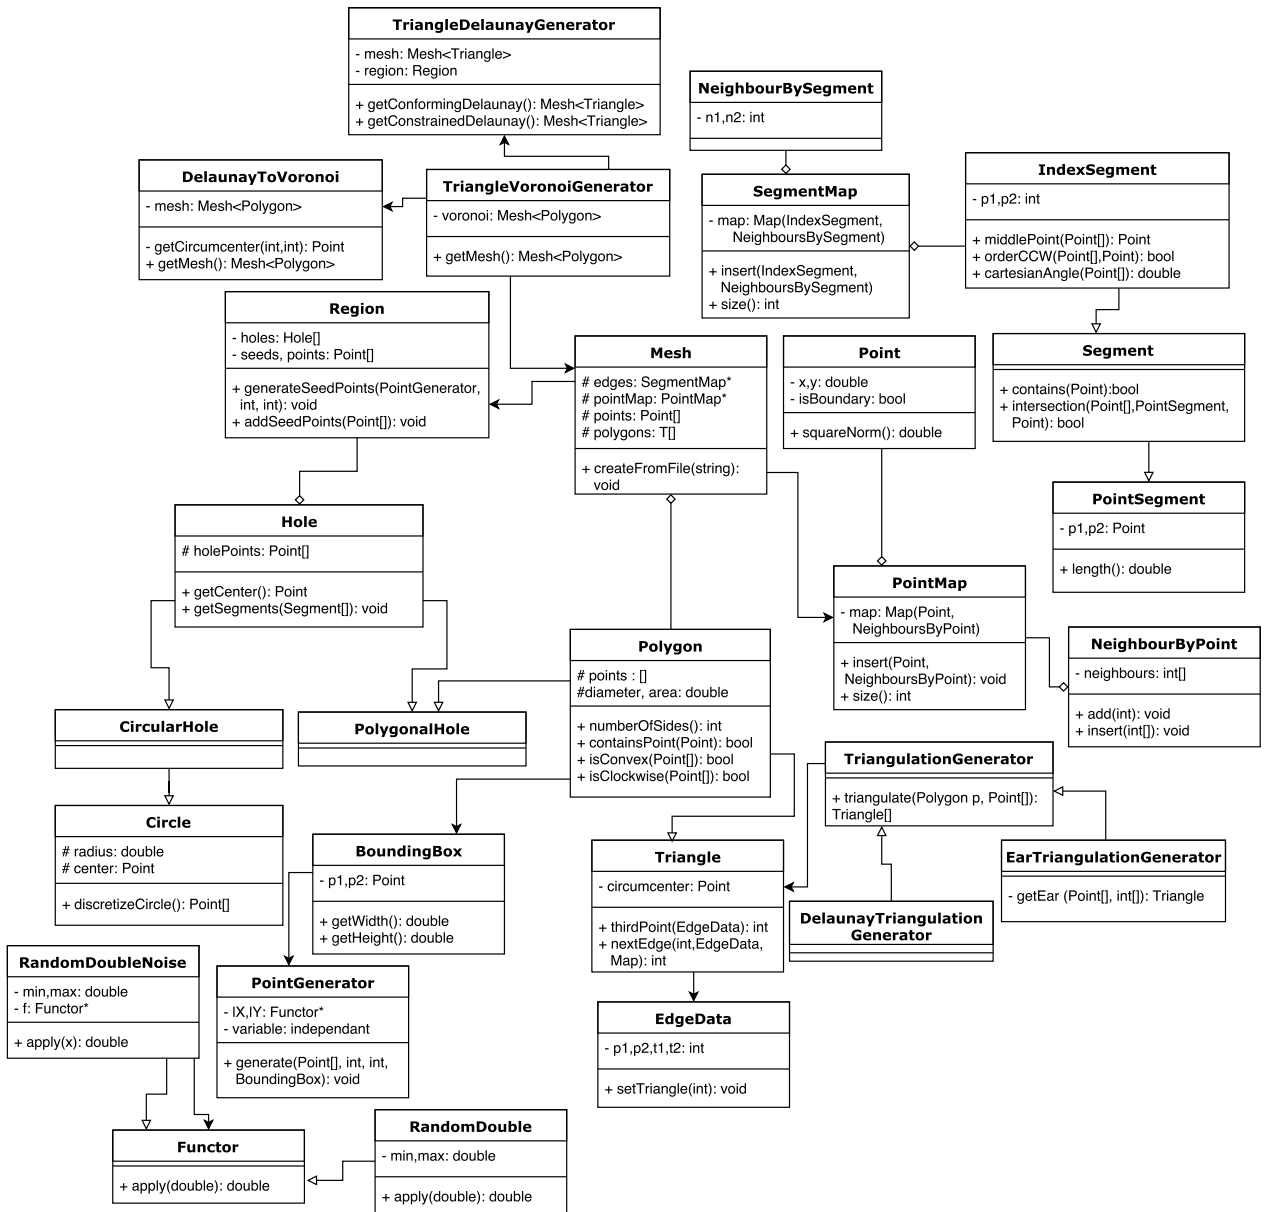 TriangleDelaunayGenerator
- mesh: Mesh<Triangle>
- region: Region
+ getConformingDelaunay(): Mesh<Triangle>
+ getConstrainedDelaunay(): Mesh<Triangle>
NeighbourBySegment
- n1,n2: int
DelaunayToVoronoi
- mesh: Mesh<Polygon>
- getCircumcenter(int,int): Point
+ getMesh(): Mesh<Polygon>
TriangleVoronoiGenerator
- voronoi: Mesh<Polygon>
+ getMesh(): Mesh<Polygon>
SegmentMap
- map: Map(IndexSegment,
NeighboursBySegment)
+ insert(IndexSegment,
NeighboursBySegment)
+ size(): int
IndexSegment
- p1,p2: int
+ middlePoint(Point[]): Point
+ orderCCW(Point[],Point): bool
+ cartesianAngle(Point[]): double
Region
- holes: Hole[]
- seeds, points: Point[]
+ generateSeedPoints(PointGenerator,
int, int): void
+ addSeedPoints(Point[]): void
Mesh
# edges: SegmentMap*
# pointMap: PointMap*
# points: Point[]
# polygons: T[]
+ createFromFile(string):
void
Point
- x,y: double
- isBoundary: bool
+ squareNorm(): double
Segment
+ contains(Point):bool
+ intersection(Point[],PointSegment,
Point): bool
PointSegment
- p1,p2: Point
+ length(): double
Hole
# holePoints: Point[]
+ getCenter(): Point
+ getSegments(Segment[]): void
PointMap
- map: Map(Point,
NeighboursByPoint)
+ insert(Point,
NeighboursByPoint): void
+ size(): int
NeighbourByPoint
- neighbours: int[]
+ add(int): void
+ insert(int[]): void
Polygon
# points : []
#diameter, area: double
+ numberOfSides(): int
+ containsPoint(Point): bool
+ isConvex(Point[]): bool
+ isClockwise(Point[]): bool
CircularHole
PolygonalHole
TriangulationGenerator
+ triangulate(Polygon p, Point[]):
Triangle[]
Circle
# radius: double
# center: Point
+ discretizeCircle(): Point[]
BoundingBox
- p1,p2: Point
+ getWidth(): double
+ getHeight(): double
Triangle
- circumcenter: Point
+ thirdPoint(EdgeData): int
+ nextEdge(int,EdgeData,
Map): int
EarTriangulationGenerator
- getEar (Point[], int[]): Triangle
DelaunayTriangulation
Generator
RandomDoubleNoise
- min,max: double
- f: Functor*
+ apply(x): double
PointGenerator
- lX,lY: Functor*
- variable: independant
+ generate(Point[], int, int,
BoundingBox): void
EdgeData
- p1,p2,t1,t2: int
+ setTriangle(int): void
Functor
+ apply(double): double
RandomDouble
- min,max: double
+ apply(double): double